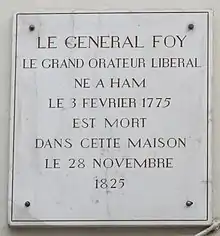 LE GENERAL FOY
LE GRAND ORATEUR LIBERAL
NE A HAM
LE 3 FEVRIER 1775
EST MORT
DANS CETTE MAISON
LE 28 NOVEMBRE
1825